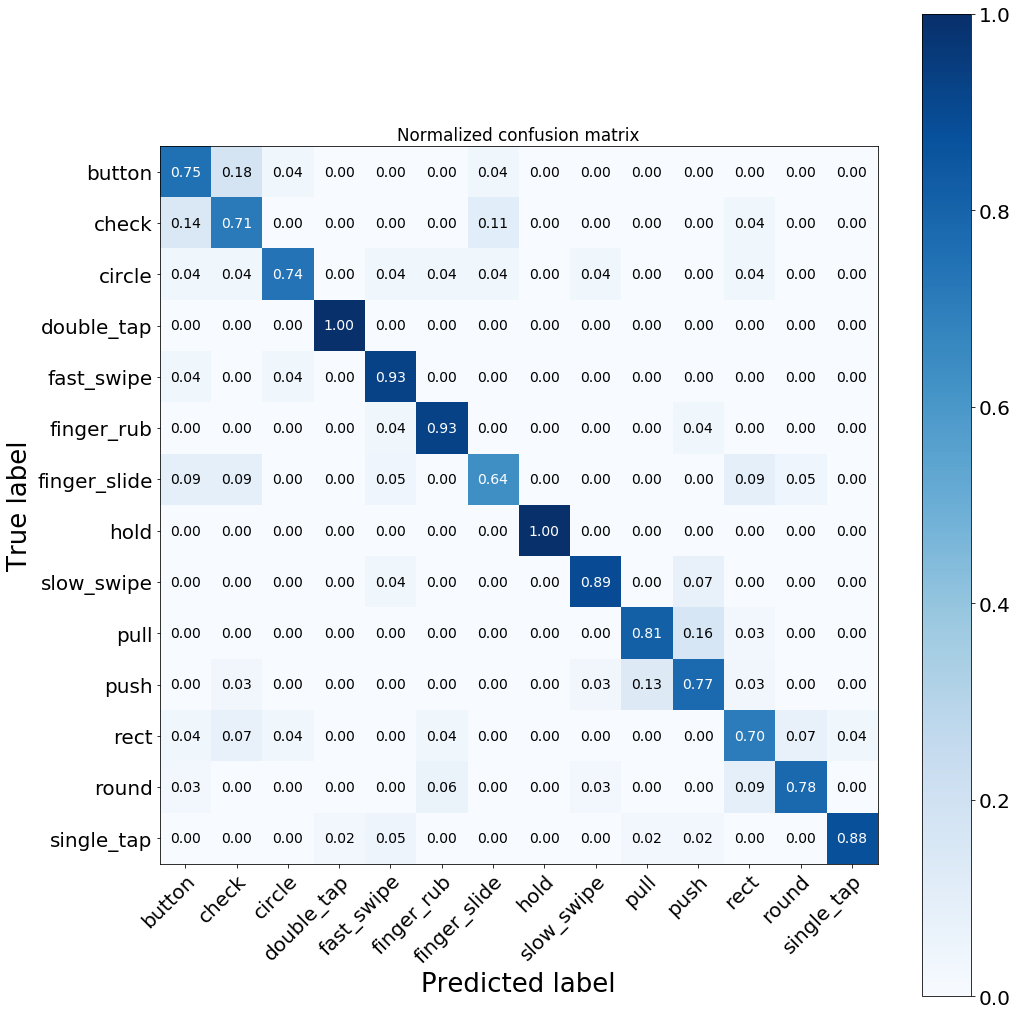 Normalized confusion matrix
button 0.75 0.18 0.04 0.00 0.00 0.00 0.04 0.00 0.00 0.00 0.00 0.00 0.00 0.00
check 0.14 0.71 0.00 0.00 0.00 0.00 0.11 0.00 0.00 0.00 0.00 0.04 0.00 0.00
circle 0.04 0.04 0.74 0.00 0.04 0.04 0.04 0.00 0.04 0.00 0.00 0.04 0.00 0.00
double_tap 0.00 0.00 0.00 1.00 0.00 0.00 0.00 0.00 0.00 0.00 0.00 0.00 0.00 0.00
fast_swipe 0.04 0.00 0.04 0.00 0.93 0.00 0.00 0.00 0.00 0.00 0.00 0.00 0.00 0.00
finger_rub 0.00 0.00 0.00 0.00 0.04 0.93 0.00 0.00 0.00 0.00 0.04 0.00 0.00 0.00
finger_slide 0.09 0.09 0.00 0.00 0.05 0.00 0.64 0.00 0.00 0.00 0.00 0.09 0.05 0.00
hold 0.00 0.00 0.00 0.00 0.00 0.00 0.00 1.00 0.00 0.00 0.00 0.00 0.00 0.00
slow_swipe 0.00 0.00 0.00 0.00 0.04 0.00 0.00 0.00 0.89 0.00 0.07 0.00 0.00 0.00
pull 0.00 0.00 0.00 0.00 0.00 0.00 0.00 0.00 0.00 0.81 0.16 0.03 0.00 0.00
push 0.00 0.03 0.00 0.00 0.00 0.00 0.00 0.00 0.03 0.13 0.77 0.03 0.00 0.00
rect 0.04 0.07 0.04 0.00 0.00 0.04 0.00 0.00 0.00 0.00 0.00 0.70 0.07 0.04
round 0.03 0.00 0.00 0.00 0.00 0.06 0.00 0.00 0.03 0.00 0.00 0.09 0.78 0.00
single_tap 0.00 0.00 0.00 0.02 0.05 0.00 0.00 0.00 0.00 0.02 0.02 0.00 0.00 0.88
button check circle double_tap fast_swipe finger_rub finger_slide hold slow_swipe pull push rect round single_tap
Predicted label
True label
1.0
0.8
0.6
0.4
0.2
0.0